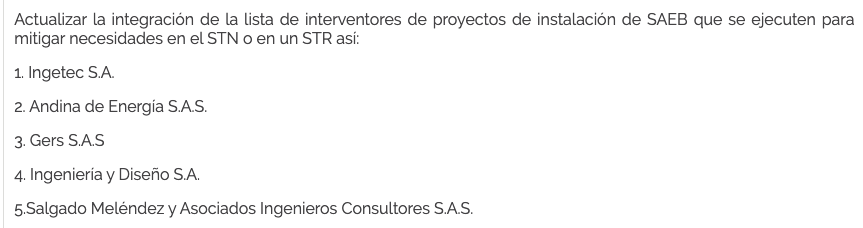 Actualizar la integración de la lista de interventores de proyectos de instalación de SAEB que se ejecuten para
mitigar necesidades en el STN o en un STR así:
1. Ingetec S.A.
2. Andina de Energía S.A.S.
3. Gers S.A.S
4. Ingeniería y Diseño S.A.
5.Salgado Meléndez y Asociados Ingenieros Consultores S.A.S.